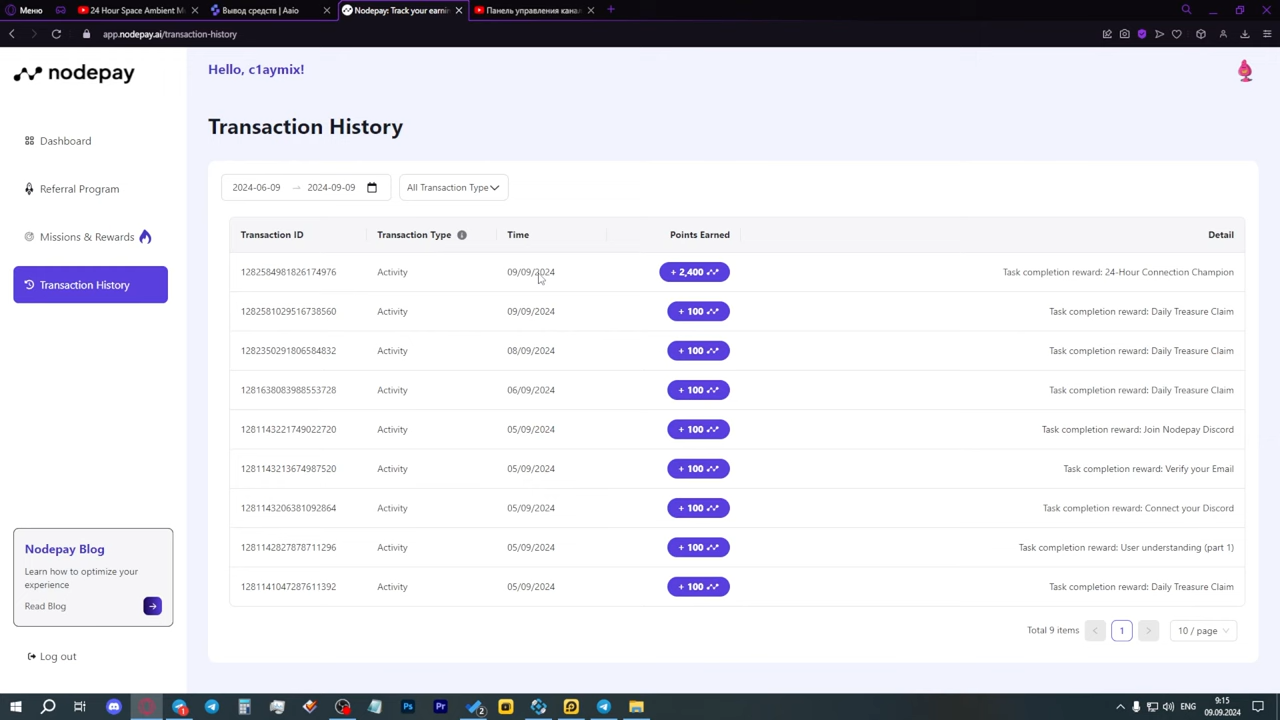 Меню
24 Hour Space Ambient M
Вывод средств | Aaio
Nodepay: Track your earnin
Панель управления канал
app.nodepay.ai/transaction-history
nodepay
Hello, c1aymix!
Dashboard
Referral Program
Missions & Rewards
Transaction History
Transaction History
2024-06-09
2024-09-09
All Transaction Type
Transaction ID Transaction Type Time Points Earned Detail
1282584981826174976 Activity 09/09/2024 + 2,400 Task completion reward: 24-Hour Connection Champion
1282581029516738560 Activity 09/09/2024 + 100 Task completion reward: Daily Treasure Claim
1282350291806584832 Activity 08/09/2024 + 100 Task completion reward: Daily Treasure Claim
1281638083988553728 Activity 06/09/2024 + 100 Task completion reward: Daily Treasure Claim
1281143221749022720 Activity 05/09/2024 + 100 Task completion reward: Join Nodepay Discord
1281143213674987520 Activity 05/09/2024 + 100 Task completion reward: Verify your Email
1281143206381092864 Activity 05/09/2024 + 100 Task completion reward: Connect your Discord
1281142827878711296 Activity 05/09/2024 + 100 Task completion reward: User understanding (part 1)
1281141047287611392 Activity 05/09/2024 + 100 Task completion reward: Daily Treasure Claim
Total 9 items 1 10 / page
Nodepay Blog
Learn how to optimize your
experience
Read Blog
Log out
Ps
Pr
1
2
ENG
9:15
09.09.2024